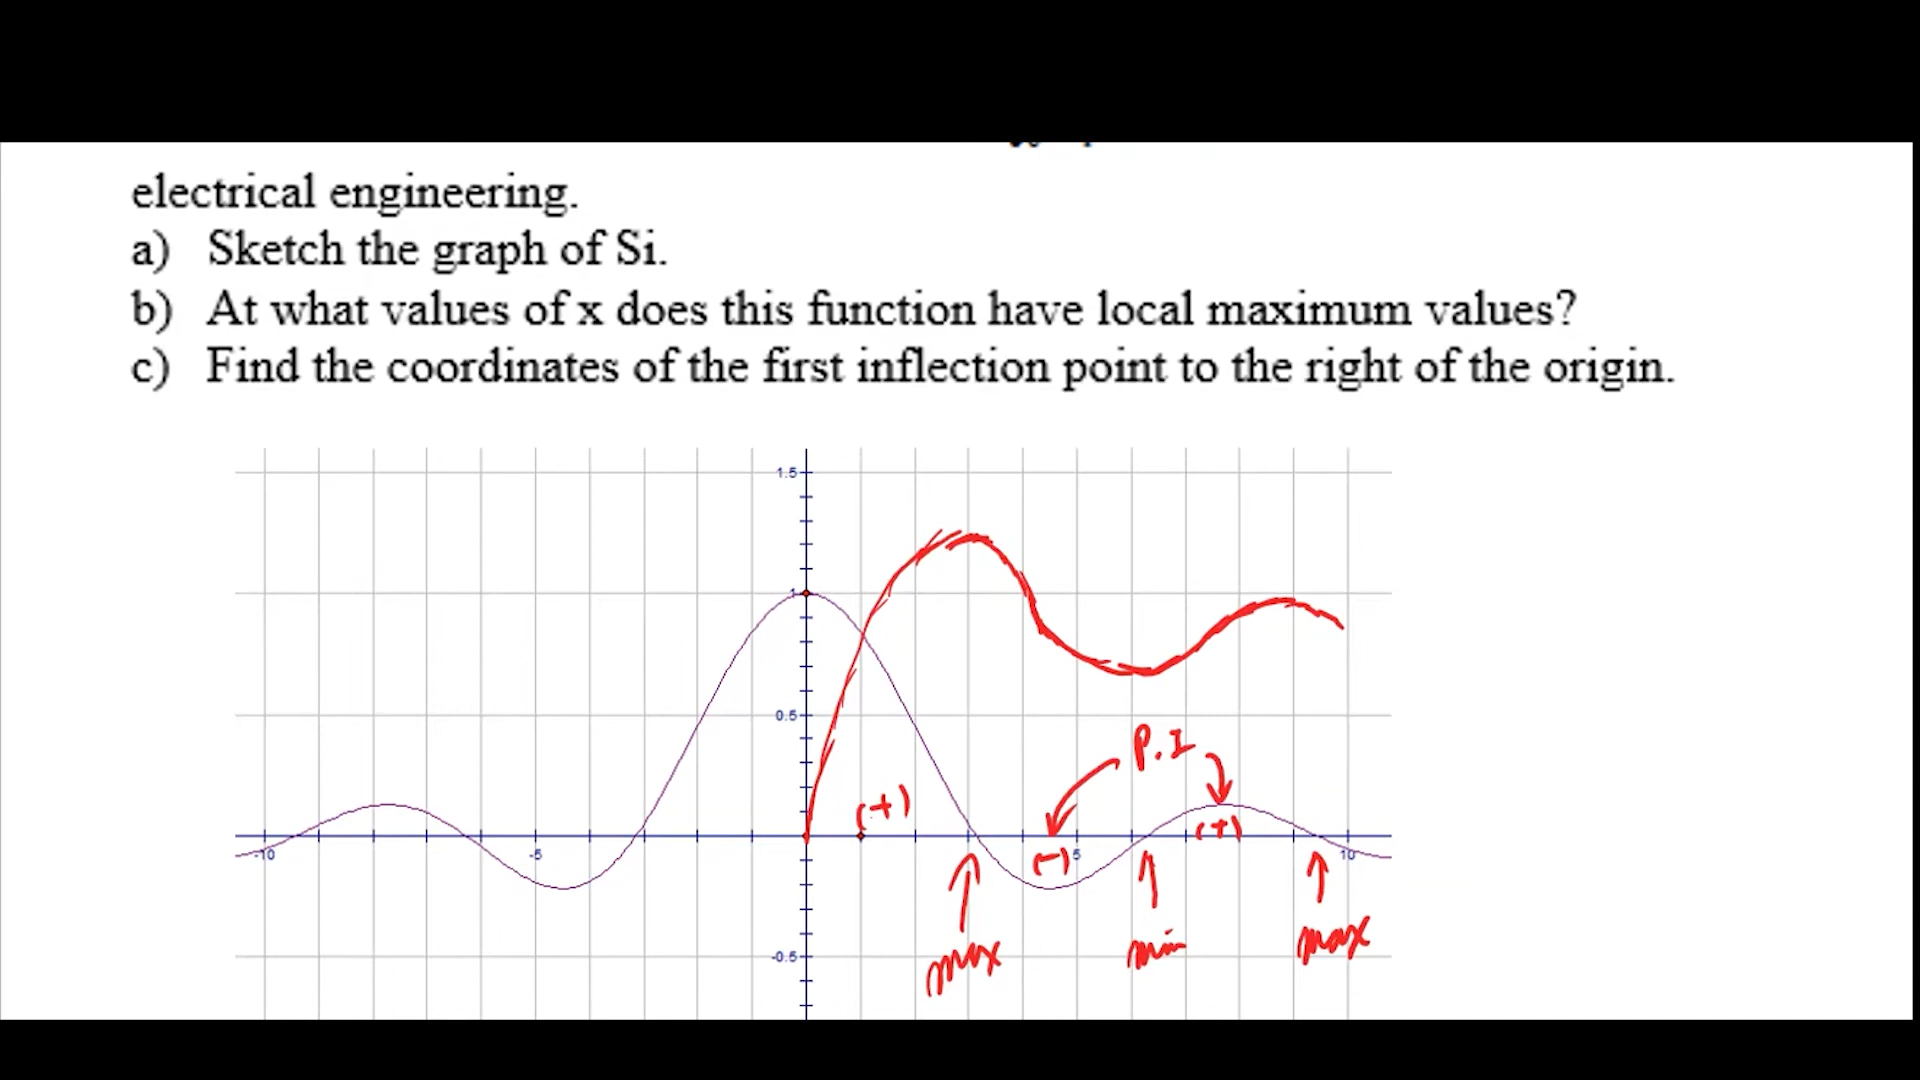 electrical engineering.
a) Sketch the graph of Si.
b) At what values of x does this function have local maximum values?
c) Find the coordinates of the first inflection point to the right of the origin.
1.5
1
0.5
P.I
(+)
(+)
-10
-5
(-)
5
10
max
min
max
-0.5